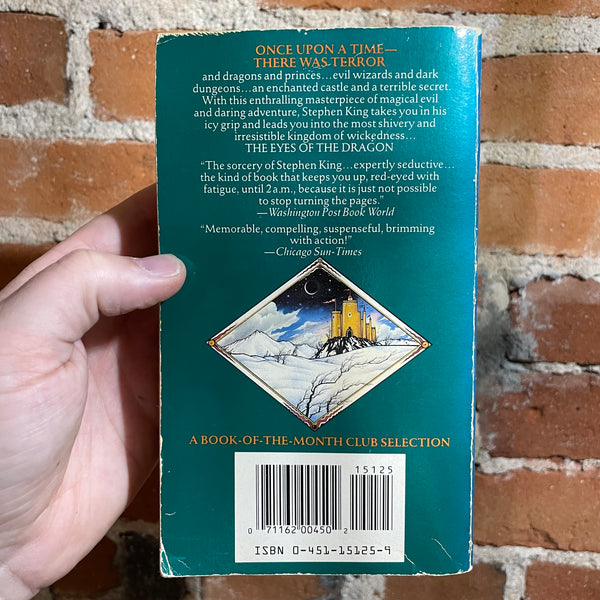 ONCE UPON A TIME—
THERE WAS TERROR
and dragons and princes...evil wizards and dark
dungeons...an enchanted castle and a terrible secret.
With this enthralling masterpiece of magical evil
and daring adventure, Stephen King takes you in his
icy grip and leads you into the most shivery and
irresistible kingdom of wickedness...
THE EYES OF THE DRAGON
“The sorcery of Stephen King...expertly seductive...
the kind of book that keeps you up, red-eyed with
fatigue, until 2 a.m., because it is just not possible
to stop turning the pages.”
—Washington Post Book World
“Memorable, compelling, suspenseful, brimming
with action!”
—Chicago Sun-Times
A BOOK-OF-THE-MONTH CLUB SELECTION
15125
0 71162 00450 2
ISBN 0-451-15125-9